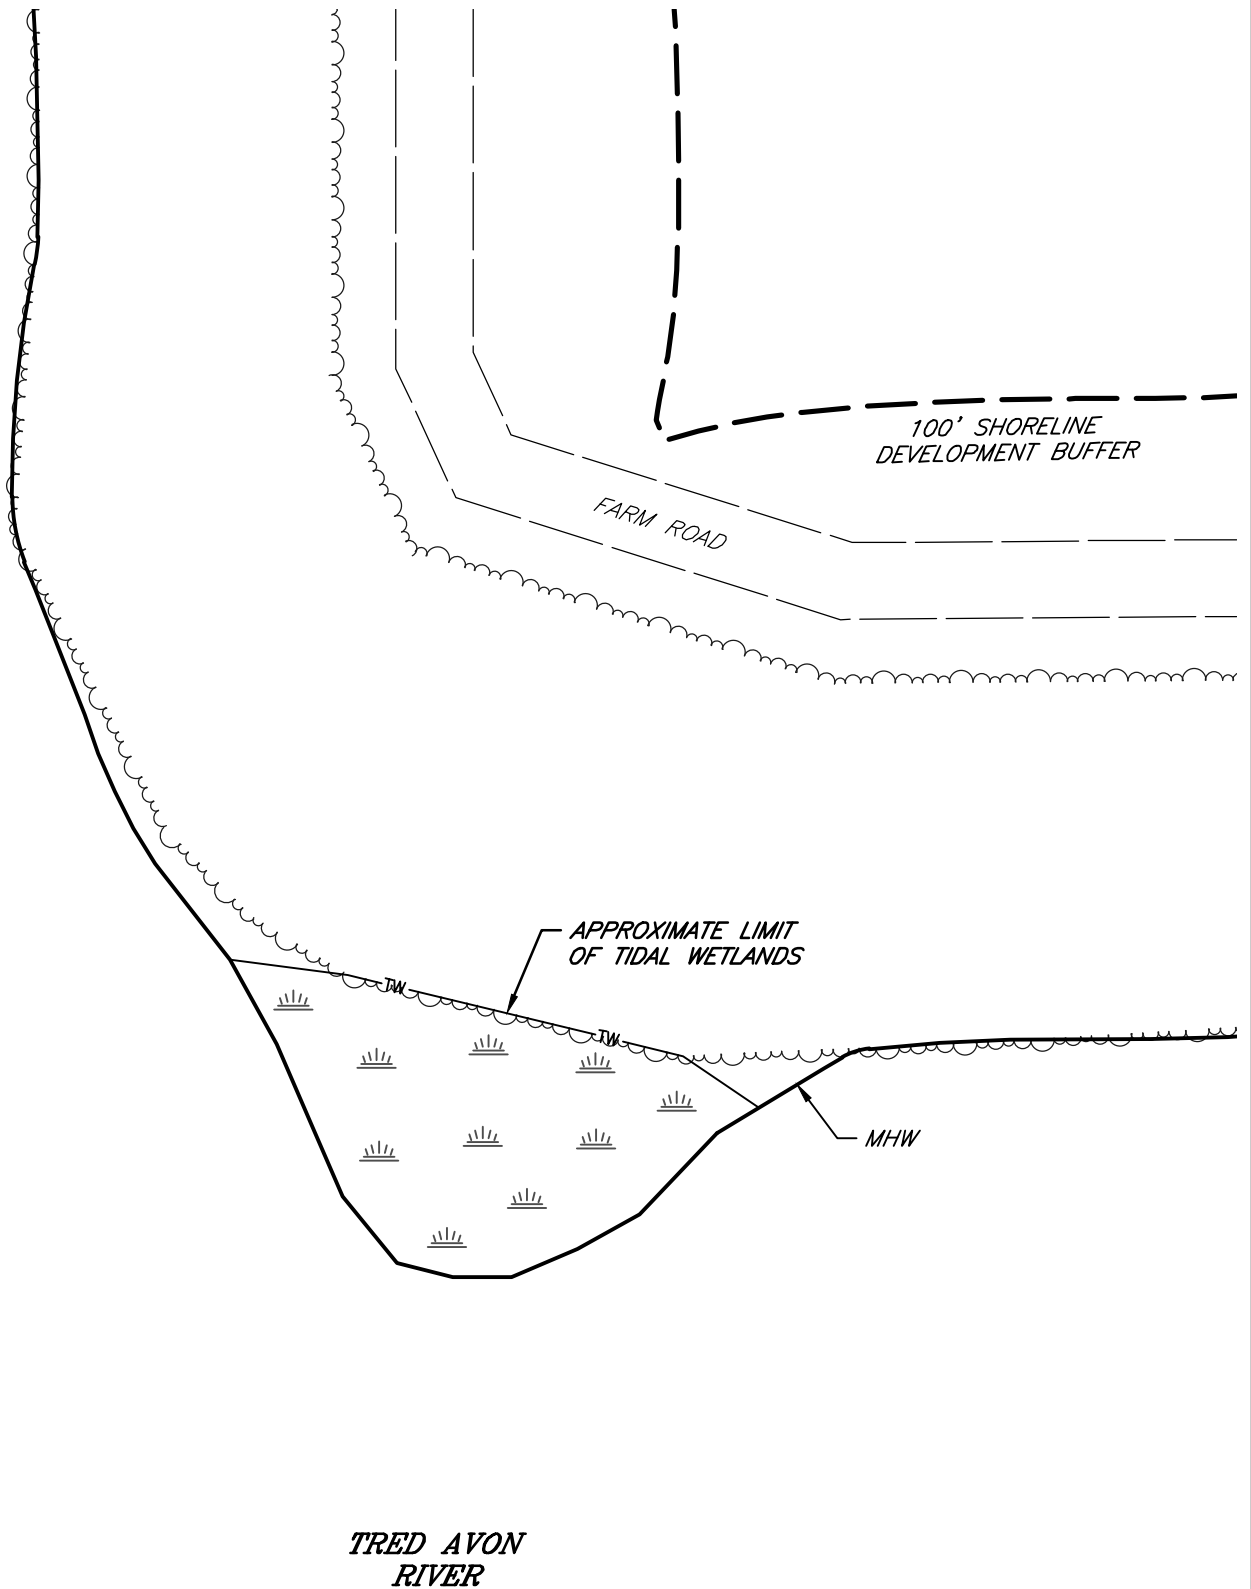 100' SHORELINE
DEVELOPMENT BUFFER
FARM ROAD
APPROXIMATE LIMIT
OF TIDAL WETLANDS
TW
TW
MHW
TRED AVON
RIVER